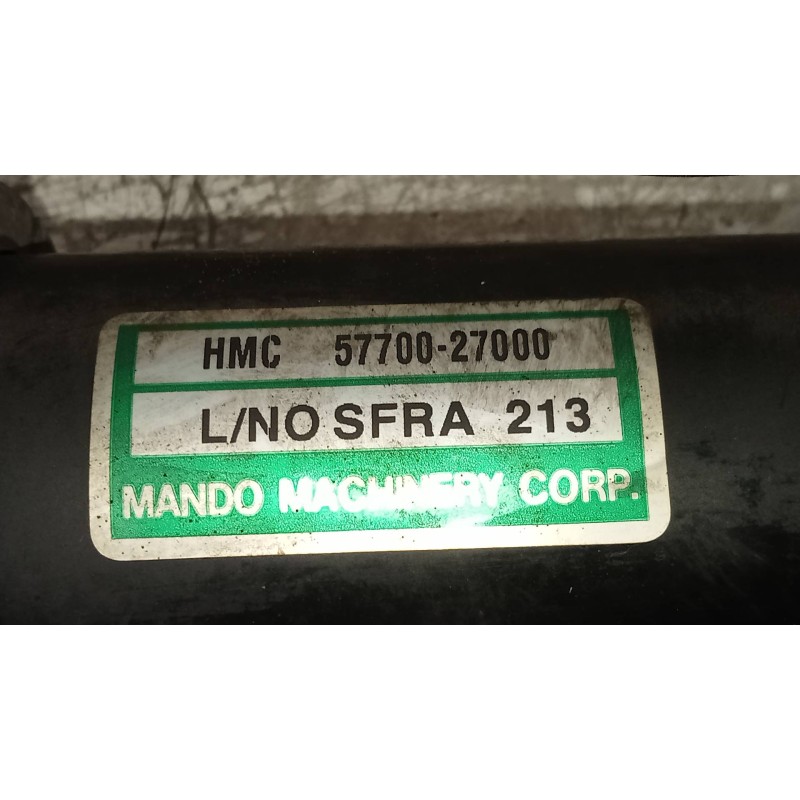 HMC 57700-27000
L/NO SFRA 213
MANDO MACHINERY CORP.